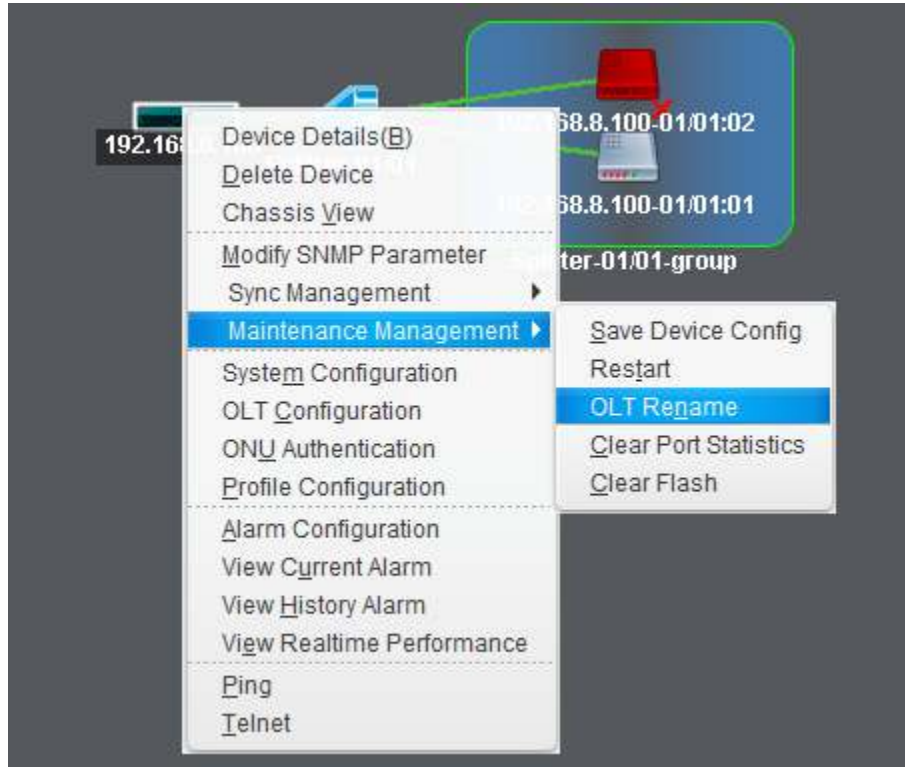 68.8.100-01/01:02
192.16
68.8.100-01/01:01
ter-01/01-group
Device Details(B)
Delete Device
Chassis View
Modify SNMP Parameter
Sync Management
Maintenance Management
System Configuration
OLT Configuration
ONU Authentication
Profile Configuration
Alarm Configuration
View Current Alarm
View History Alarm
View Realtime Performance
Ping
Telnet
Save Device Config
Restart
OLT Rename
Clear Port Statistics
Clear Flash